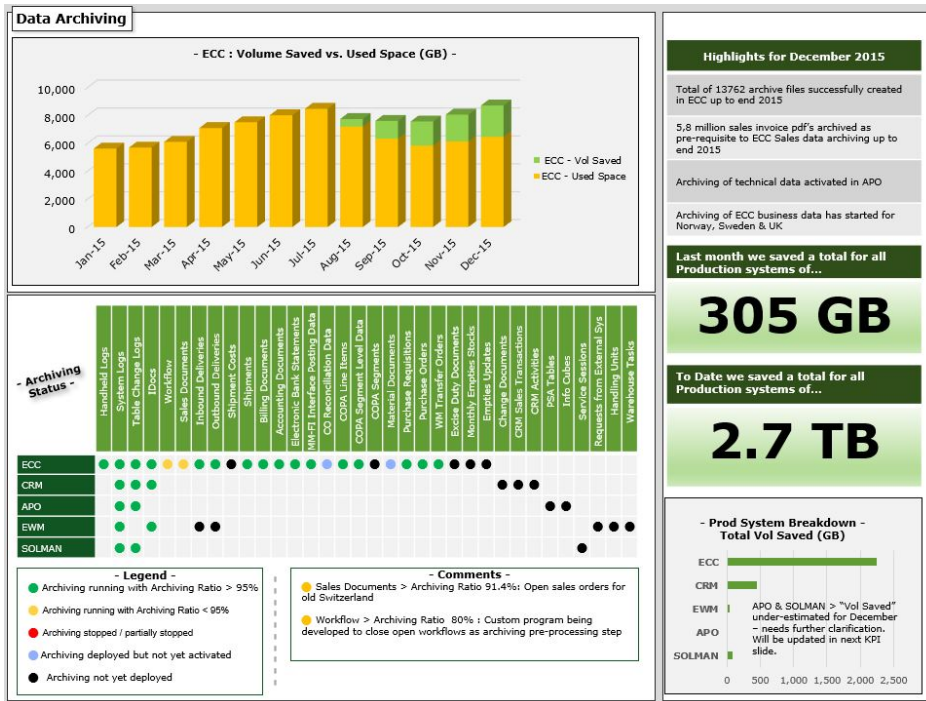 Data Archiving
- ECC : Volume Saved vs. Used Space (GB) -
10,000
8,000
6,000
4,000
2,000
0
Jan-15
Feb-15
Mar-15
Apr-15
May-15
Jun-15
Jul-15
Aug-15
Sep-15
Oct-15
Nov-15
Dec-15
ECC - Vol Saved
ECC - Used Space
Highlights for December 2015
Total of 13762 archive files successfully created
in ECC up to end 2015
5,8 million sales invoice pdf's archived as
pre-requisite to ECC Sales data archiving up to
end 2015
Archiving of technical data activated in APO
Archiving of ECC business data has started for
Norway, Sweden & UK
Last month we saved a total for all
Production systems of...
305 GB
To Date we saved a total for all
Production systems of...
2.7 TB
- Archiving
Status -
Handheld Logs
System Logs
Table Change Logs
IDocs
Workflow
Sales Documents
Inbound Deliveries
Outbound Deliveries
Shipment Costs
Shipments
Billing Documents
Accounting Documents
Electronic Bank Statements
MM-FI Interface Posting Data
CO Reconciliation Data
COPA Line Items
COPA Segment Level Data
COPA Segments
Material Documents
Purchase Requisitions
Purchase Orders
WM Transfer Orders
Excise Duty Documents
Monthly Empties Stocks
Empties Updates
Change Documents
CRM Sales Transactions
CRM Activities
PSA Tables
Info Cubes
Service Sessions
Requests from External Sys
Handling Units
Warehouse Tasks
ECC
CRM
APO
EWM
SOLMAN
- Legend -
Archiving running with Archiving Ratio > 95%
Archiving running with Archiving Ratio < 95%
Archiving stopped / partially stopped
Archiving deployed but not yet activated
Archiving not yet deployed
- Comments -
Sales Documents > Archiving Ratio 91.4%: Open sales orders for
old Switzerland
Workflow > Archiving Ratio 80% : Custom program being
developed to close open workflows as archiving pre-processing step
- Prod System Breakdown -
Total Vol Saved (GB)
ECC
CRM
EWM
APO
SOLMAN
APO & SOLMAN > "Vol Saved"
under-estimated for December
– needs further clarification.
Will be updated in next KPI
slide.
0
500
1,000
1,500
2,000
2,500